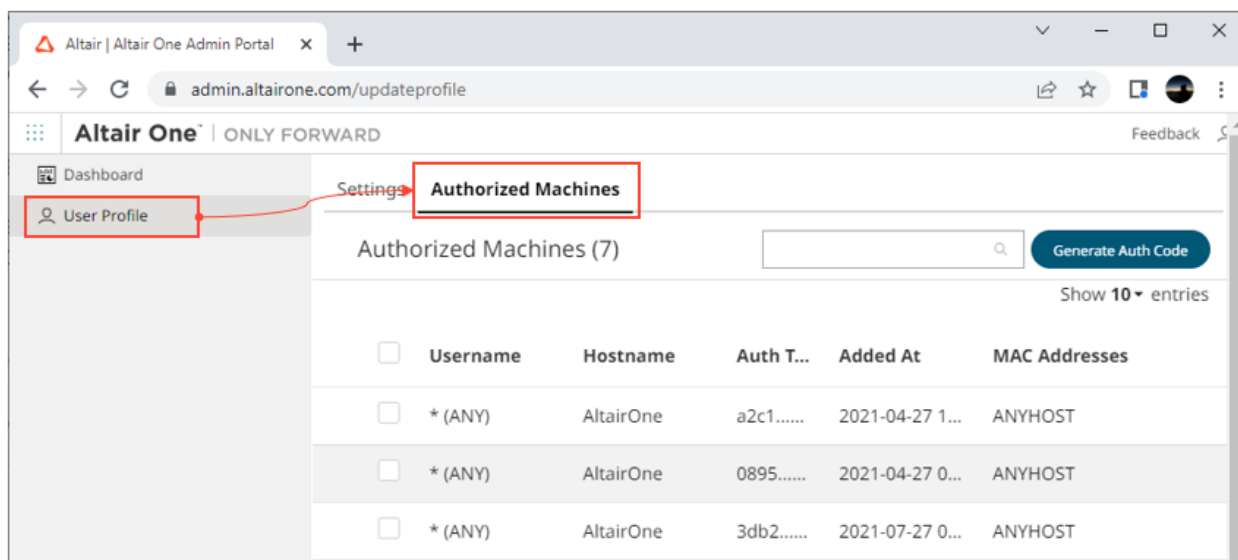 Altair | Altair One Admin Portal
admin.altairone.com/updateprofile
Altair One™ | ONLY FORWARD
Feedback
Dashboard
User Profile
Settings
Authorized Machines
Authorized Machines (7)
Generate Auth Code
Show 10 entries
Username Hostname Auth T... Added At MAC Addresses
* (ANY) AltairOne a2c1...... 2021-04-27 1... ANYHOST
* (ANY) AltairOne 0895...... 2021-04-27 0... ANYHOST
* (ANY) AltairOne 3db2...... 2021-07-27 0... ANYHOST